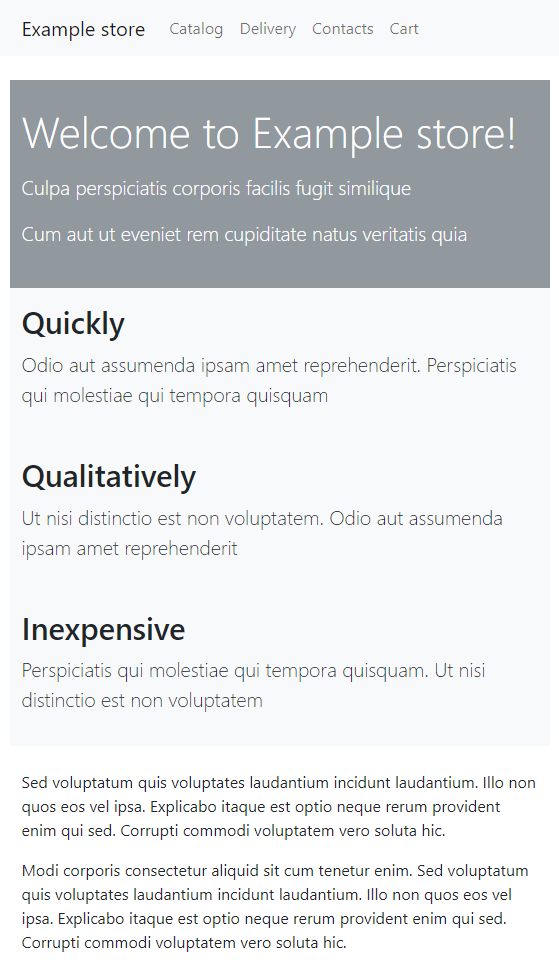 Example store Catalog Delivery Contacts Cart
Welcome to Example store!
Culpa perspiciatis corporis facilis fugit similique
Cum aut ut eveniet rem cupiditate natus veritatis quia
Quickly
Odio aut assumenda ipsam amet reprehenderit. Perspiciatis
qui molestiae qui tempora quisquam
Qualitatively
Ut nisi distinctio est non voluptatem. Odio aut assumenda
ipsam amet reprehenderit
Inexpensive
Perspiciatis qui molestiae qui tempora quisquam. Ut nisi
distinctio est non voluptatem
Sed voluptatum quis voluptates laudantium incidunt laudantium. Illo non
quos eos vel ipsa. Explicabo itaque est optio neque rerum provident
enim qui sed. Corrupti commodi voluptatem vero soluta hic.
Modi corporis consectetur aliquid sit cum tenetur enim. Sed voluptatum
quis voluptates laudantium incidunt laudantium. Illo non quos eos vel
ipsa. Explicabo itaque est optio neque rerum provident enim qui sed.
Corrupti commodi voluptatem vero soluta hic.